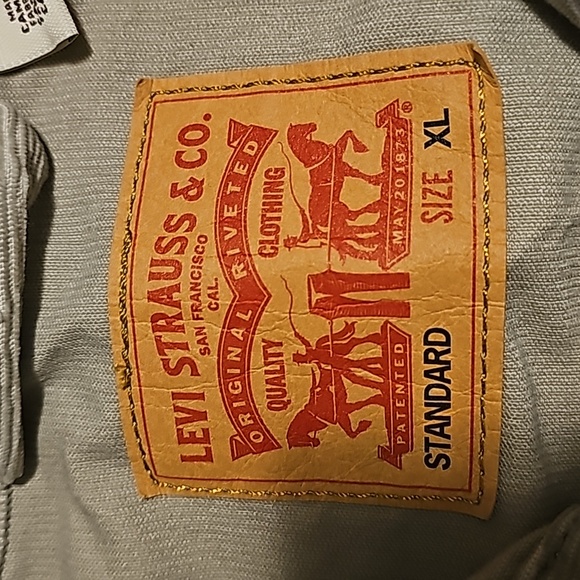 LEVI STRAUSS & CO.
SAN FRANCISCO
CAL.
ORIGINAL RIVETED
QUALITY CLOTHING
PATENTED MAY 20 1873 ®
STANDARD SIZE XL